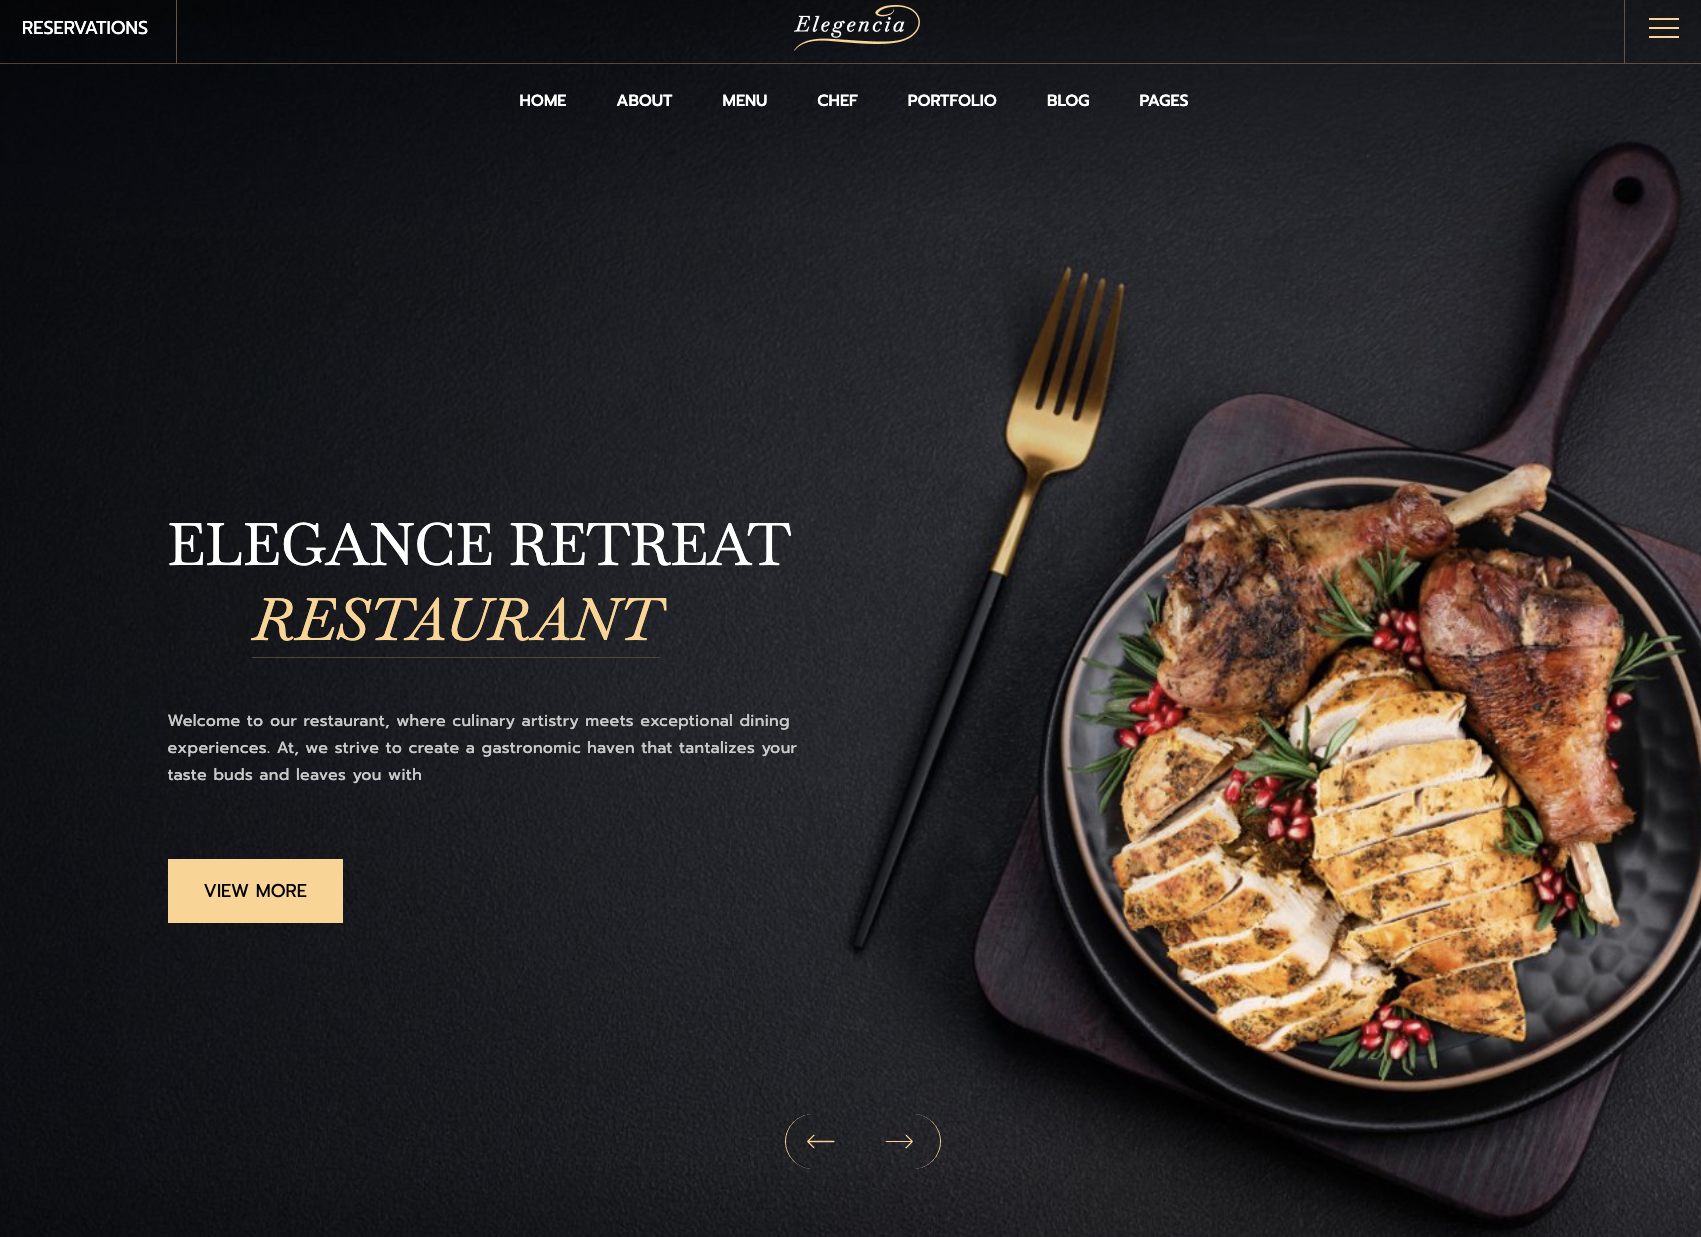 RESERVATIONS
Elegencia
HOME ABOUT MENU CHEF PORTFOLIO BLOG PAGES
ELEGANCE RETREAT
RESTAURANT
Welcome to our restaurant, where culinary artistry meets exceptional dining
experiences. At, we strive to create a gastronomic haven that tantalizes your
taste buds and leaves you with
VIEW MORE